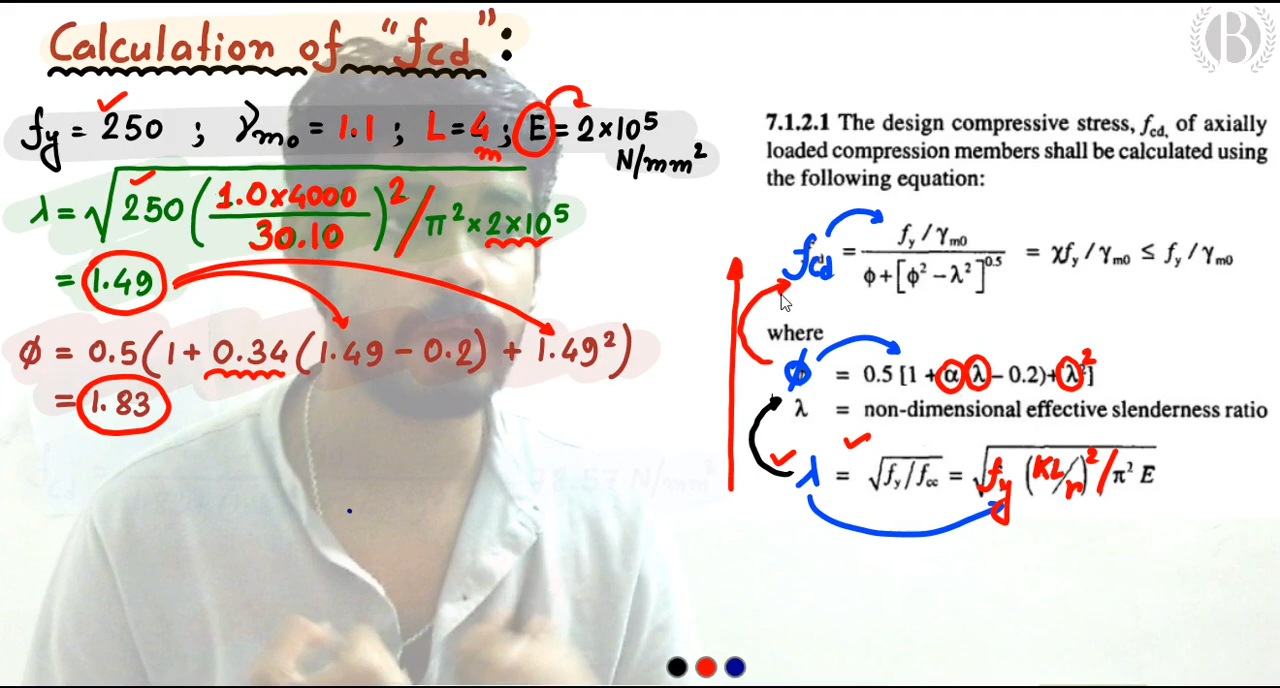 Calculation of "fcd":
fy = 250 ; γm0 = 1.1 ; L = 4 m ; E = 2×10^5 N/mm²
λ = √250 (1.0×4000 / 30.10)² / π² × 2×10^5
= 1.49
φ = 0.5 (1 + 0.34 (1.49 - 0.2) + 1.49²)
= 1.83
B
7.1.2.1 The design compressive stress, fcd, of axially
loaded compression members shall be calculated using
the following equation:
fcd = fy / γm0 / φ + [φ² – λ²]^0.5 = χfy / γm0 ≤ fy / γm0
where
φ = 0.5 [1 + α λ – 0.2)+ λ²]
λ = non-dimensional effective slenderness ratio
λ = √fy/fcc = √fy (KL/r)² / π² E
98.57 N/mm²